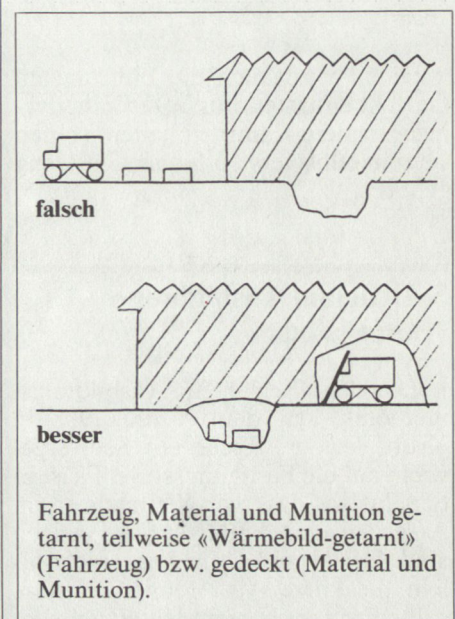 falsch
besser
Fahrzeug, Material und Munition ge-
tarnt, teilweise «Wärmebild-getarnt»
(Fahrzeug) bzw. gedeckt (Material und
Munition).